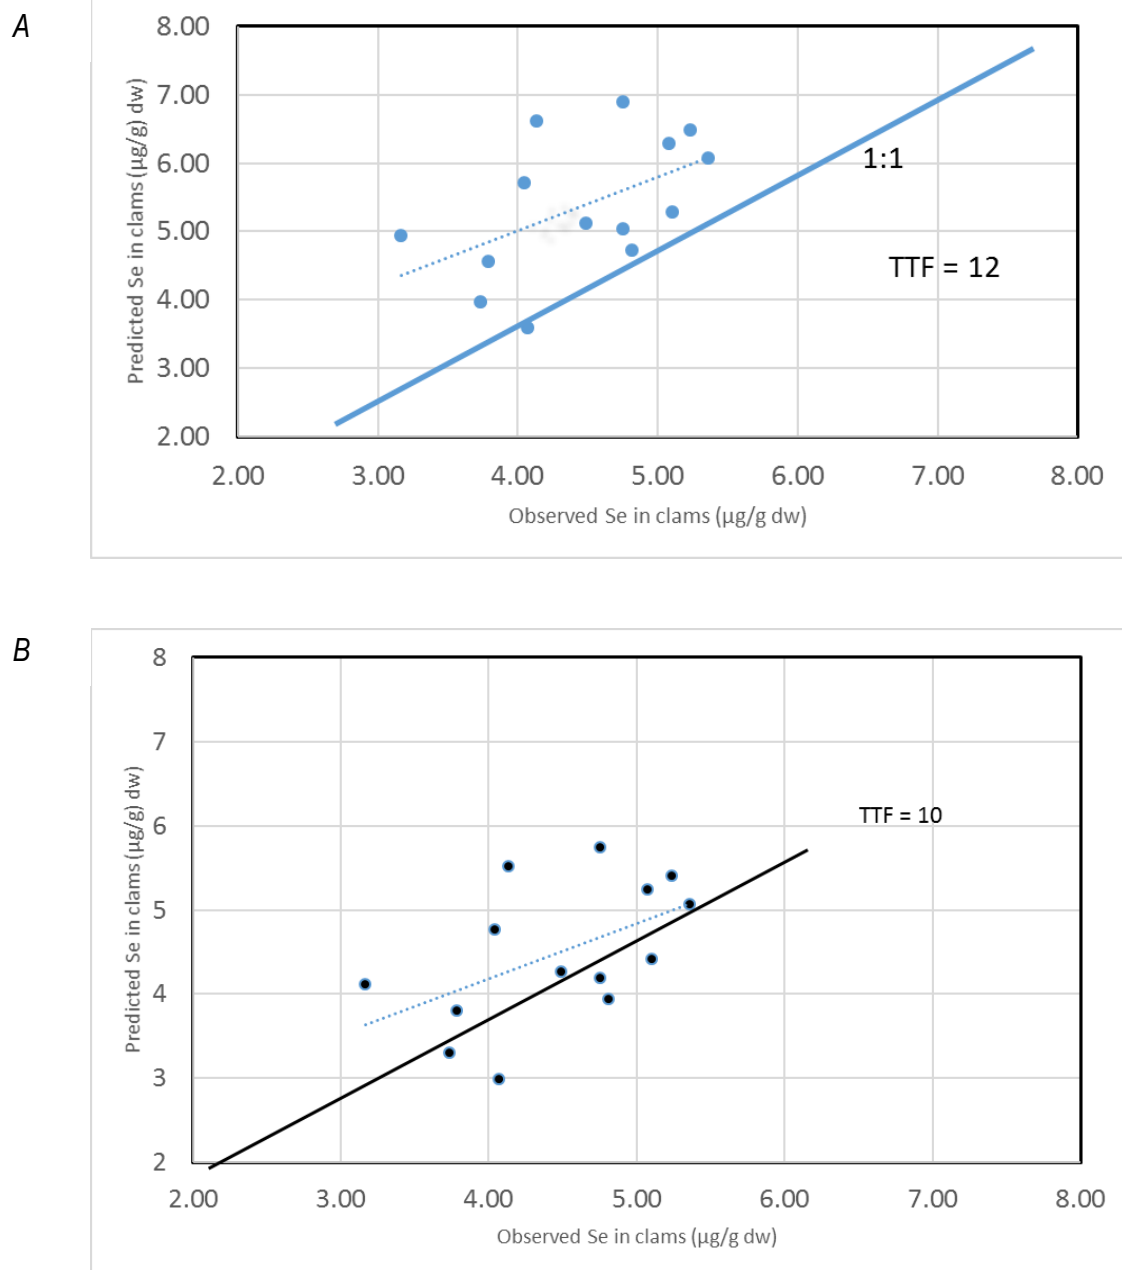 A
8.00
7.00
6.00
5.00
4.00
3.00
2.00
Predicted Se in clams (µg/g) dw)
1:1
TTF = 12
2.00 3.00 4.00 5.00 6.00 7.00 8.00
Observed Se in clams (µg/g dw)
B
8
7
6
5
4
3
2
Predicted Se in clams (µg/g) dw)
TTF = 10
2.00 3.00 4.00 5.00 6.00 7.00 8.00
Observed Se in clams (µg/g dw)